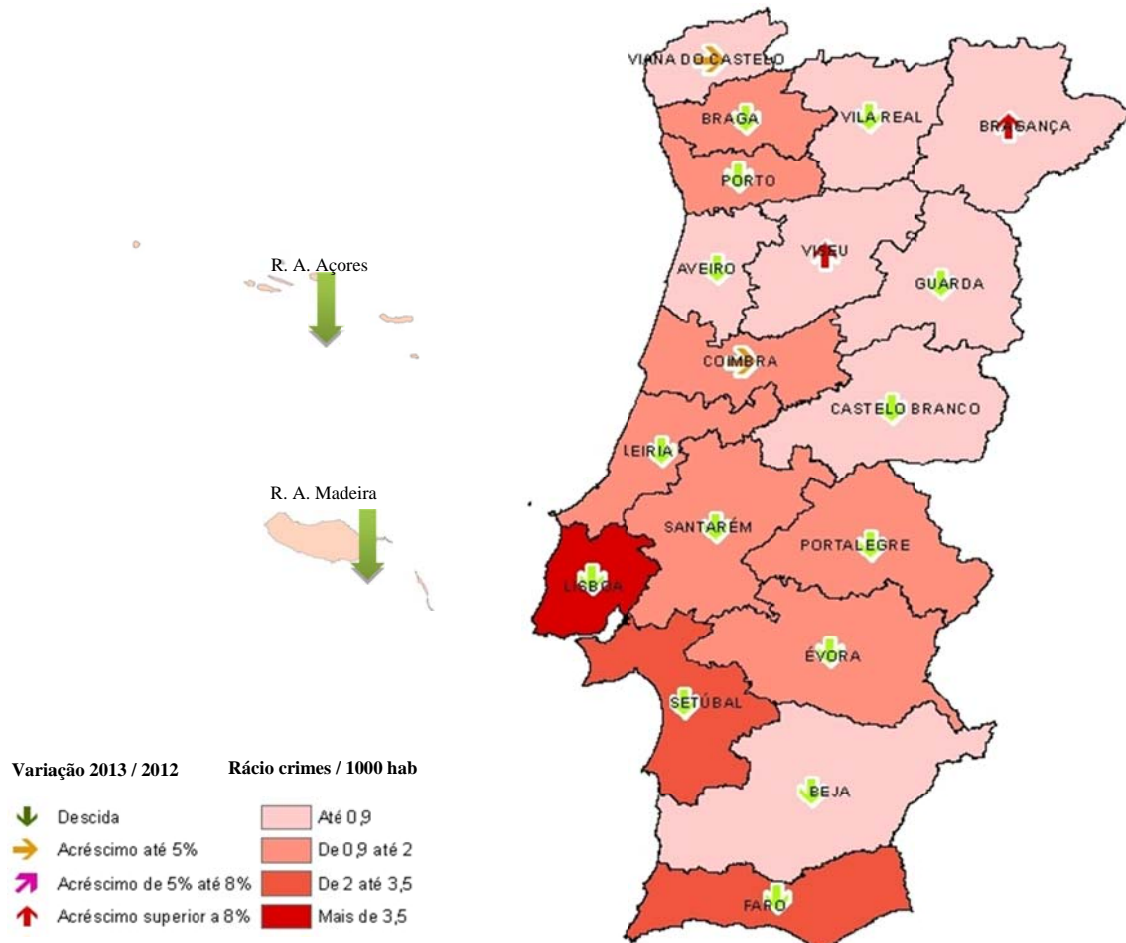 VIANA DO CASTELO
BRAGA
VILA REAL
BRAGANÇA
PORTO
AVEIRO
VISEU
GUARDA
R. A. Açores
COIMBRA
CASTELO BRANCO
LEIRIA
R. A. Madeira
SANTARÉM
PORTALEGRE
LISBOA
ÉVORA
SETÚBAL
BEJA
FARO
Variação 2013 / 2012
Descida
Acréscimo até 5%
Acréscimo de 5% até 8%
Acréscimo superior a 8%
Rácio crimes / 1000 hab
Até 0,9
De 0,9 até 2
De 2 até 3,5
Mais de 3,5